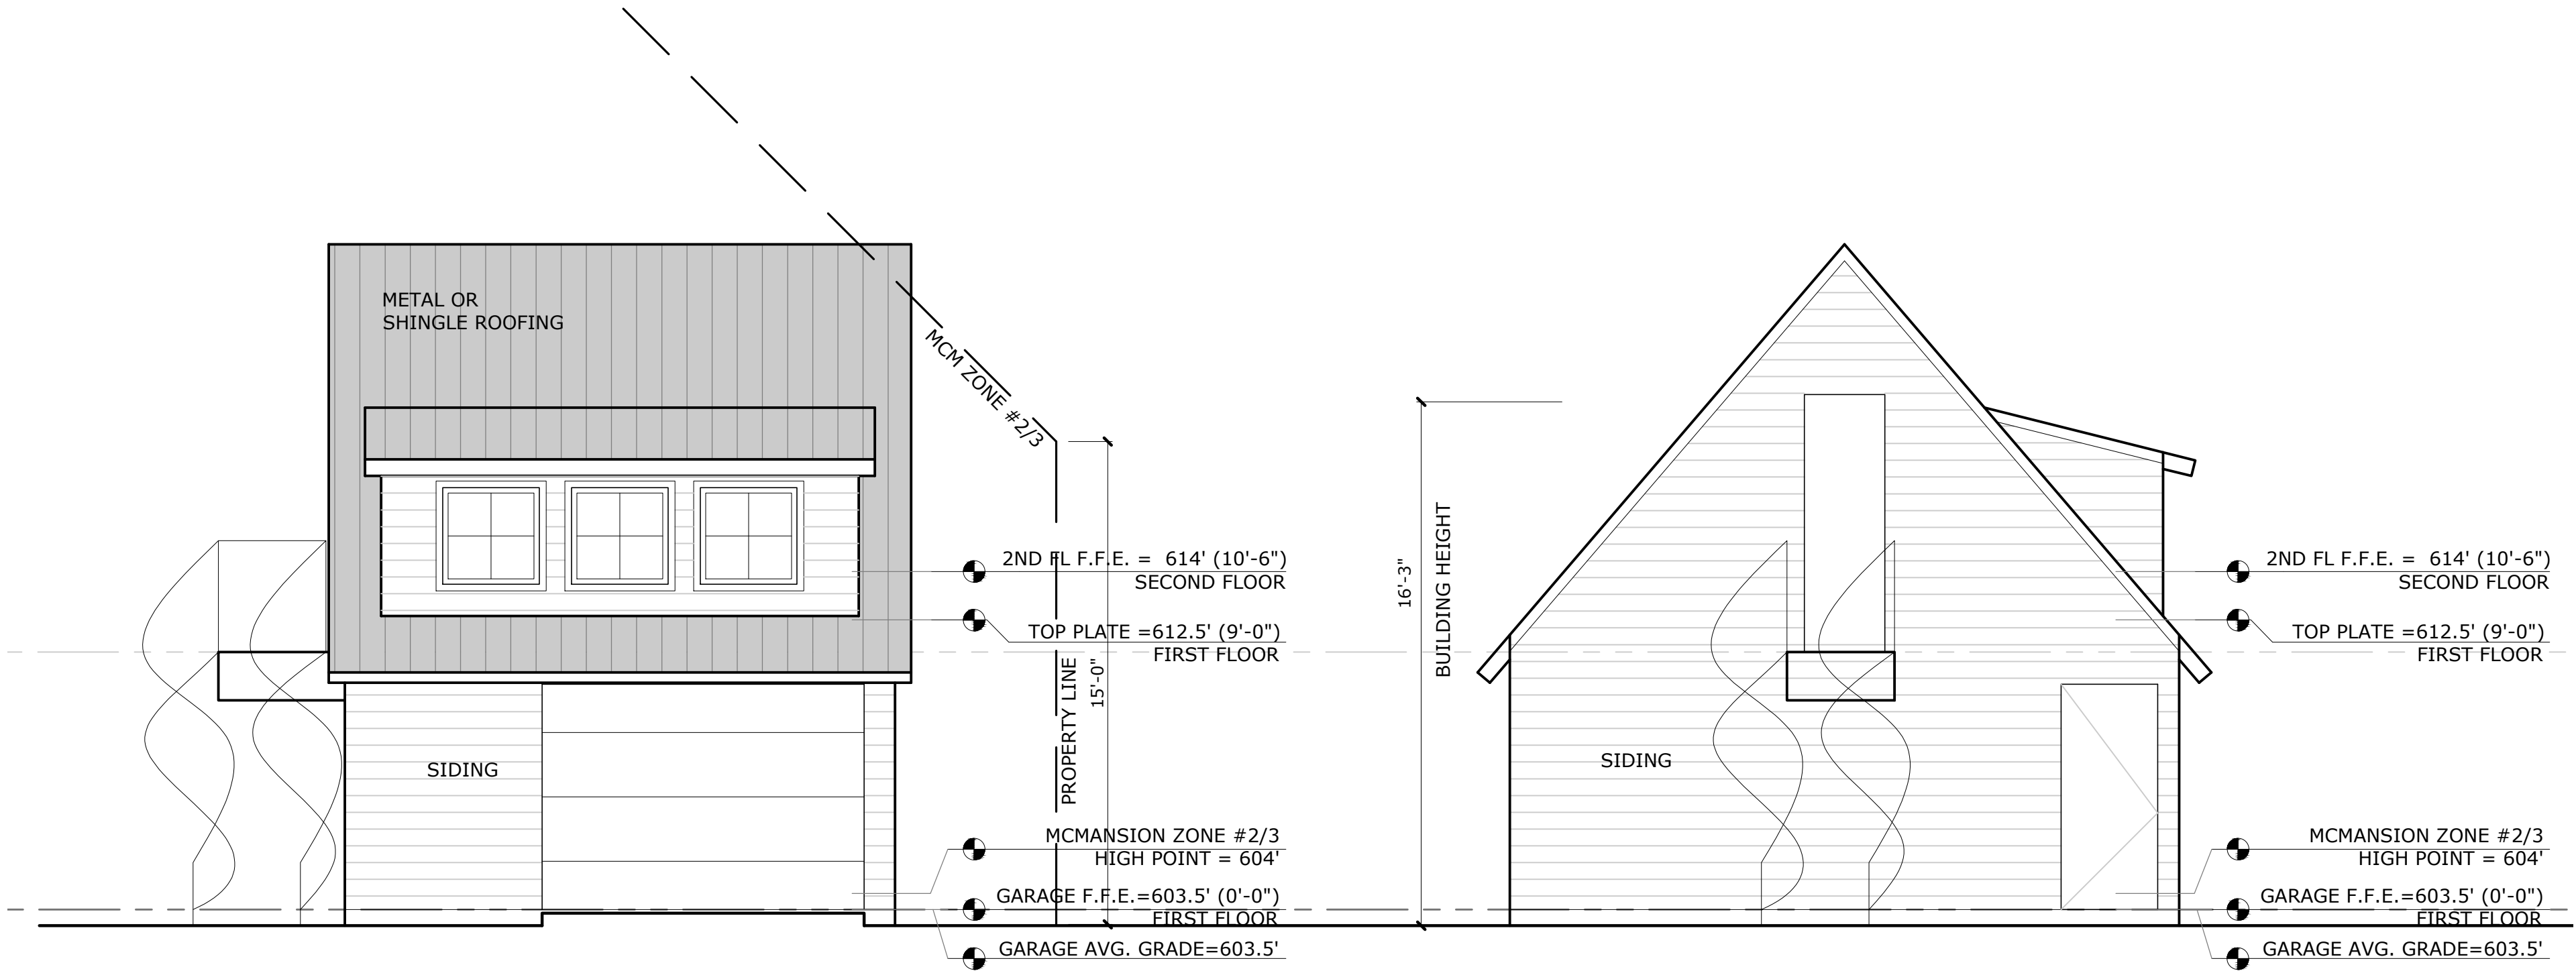 METAL OR
SHINGLE ROOFING
MCM ZONE #2/3
2ND FL F.F.E. =  614' (10'-6")
SECOND FLOOR
TOP PLATE =612.5' (9'-0")
FIRST FLOOR
PROPERTY LINE
15'-0"
SIDING
MCMANSION ZONE #2/3
HIGH POINT = 604'
GARAGE F.F.E.=603.5' (0'-0")
FIRST FLOOR
GARAGE AVG. GRADE=603.5'
16'-3"
BUILDING HEIGHT
SIDING
2ND FL F.F.E. =  614' (10'-6")
SECOND FLOOR
TOP PLATE =612.5' (9'-0")
FIRST FLOOR
MCMANSION ZONE #2/3
HIGH POINT = 604'
GARAGE F.F.E.=603.5' (0'-0")
FIRST FLOOR
GARAGE AVG. GRADE=603.5'